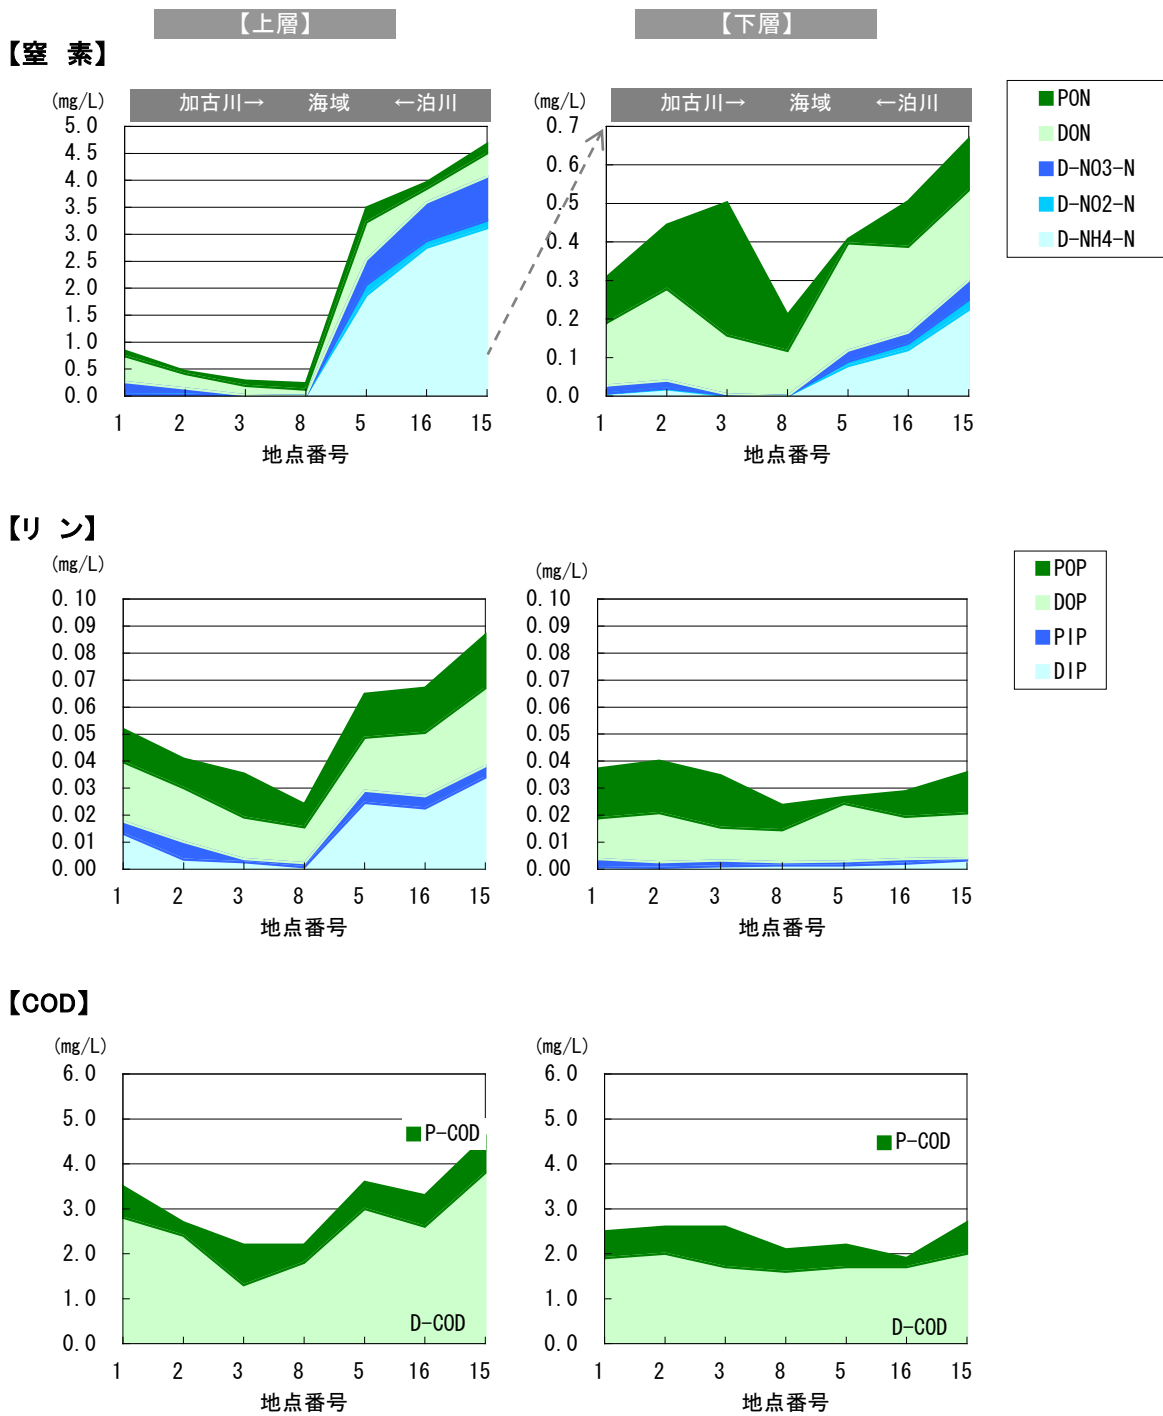 【上層】
【下層】
【窒 素】
(mg/L)
加古川→ 海域 ←泊川
5.0
4.5
4.0
3.5
3.0
2.5
2.0
1.5
1.0
0.5
0.0
1 2 3 8 5 16 15
地点番号
(mg/L)
加古川→ 海域 ←泊川
0.7
0.6
0.5
0.4
0.3
0.2
0.1
0.0
1 2 3 8 5 16 15
地点番号
PON
DON
D-NO3-N
D-NO2-N
D-NH4-N
【リ ン】
(mg/L)
0.10
0.09
0.08
0.07
0.06
0.05
0.04
0.03
0.02
0.01
0.00
1 2 3 8 5 16 15
地点番号
(mg/L)
0.10
0.09
0.08
0.07
0.06
0.05
0.04
0.03
0.02
0.01
0.00
1 2 3 8 5 16 15
地点番号
POP
DOP
PIP
DIP
【COD】
(mg/L)
6.0
5.0
4.0
3.0
2.0
1.0
0.0
P-COD
D-COD
1 2 3 8 5 16 15
地点番号
(mg/L)
6.0
5.0
4.0
3.0
2.0
1.0
0.0
P-COD
D-COD
1 2 3 8 5 16 15
地点番号